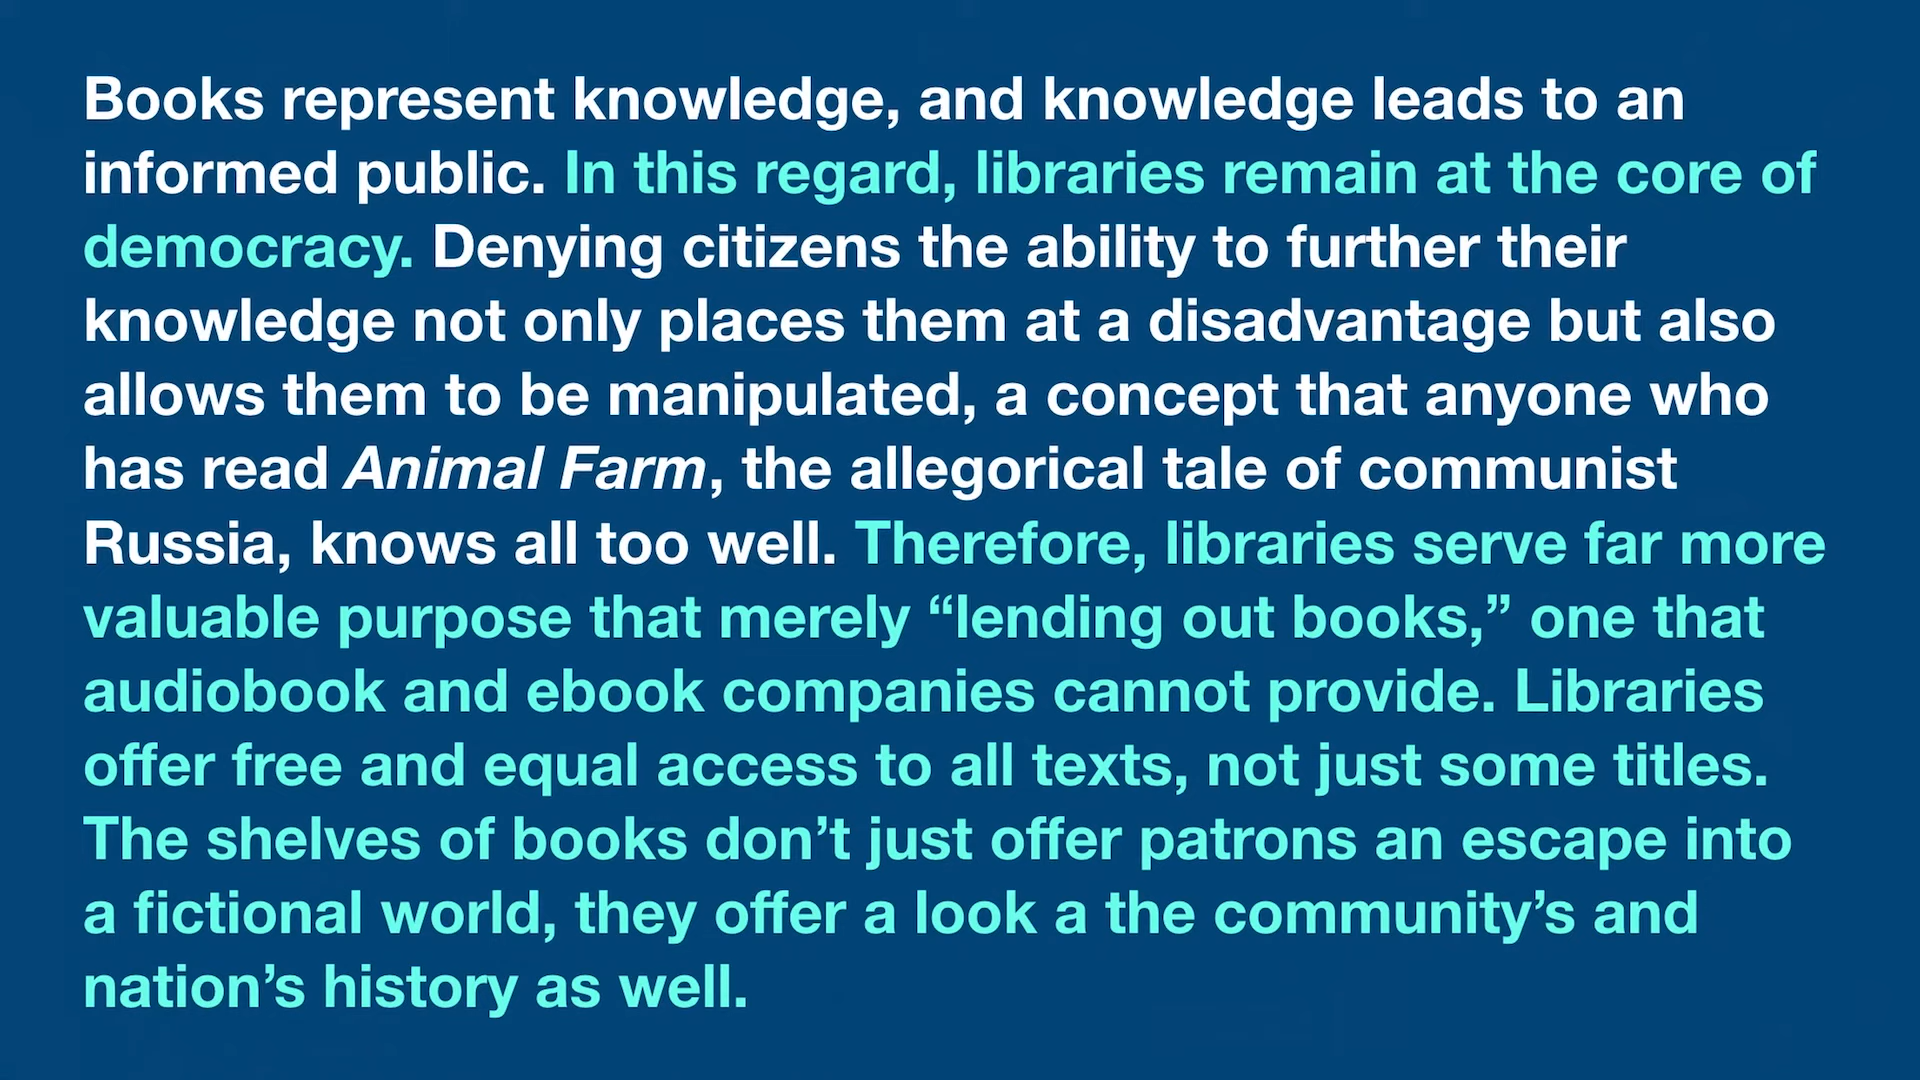 Books represent knowledge, and knowledge leads to an
informed public. In this regard, libraries remain at the core of
democracy. Denying citizens the ability to further their
knowledge not only places them at a disadvantage but also
allows them to be manipulated, a concept that anyone who
has read Animal Farm, the allegorical tale of communist
Russia, knows all too well. Therefore, libraries serve far more
valuable purpose that merely “lending out books,” one that
audiobook and ebook companies cannot provide. Libraries
offer free and equal access to all texts, not just some titles.
The shelves of books don’t just offer patrons an escape into
a fictional world, they offer a look a the community’s and
nation’s history as well.